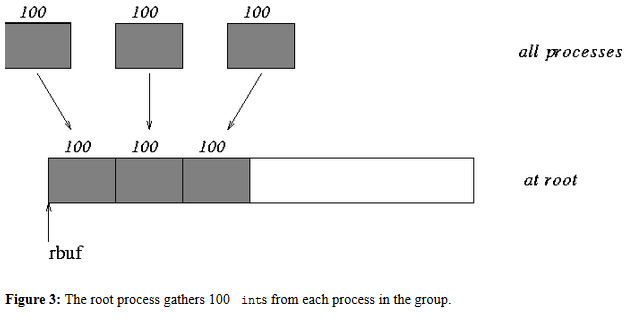 100 100 100
all processes
100 100 100
at root
rbuf
Figure 3: The root process gathers 100 ints from each process in the group.